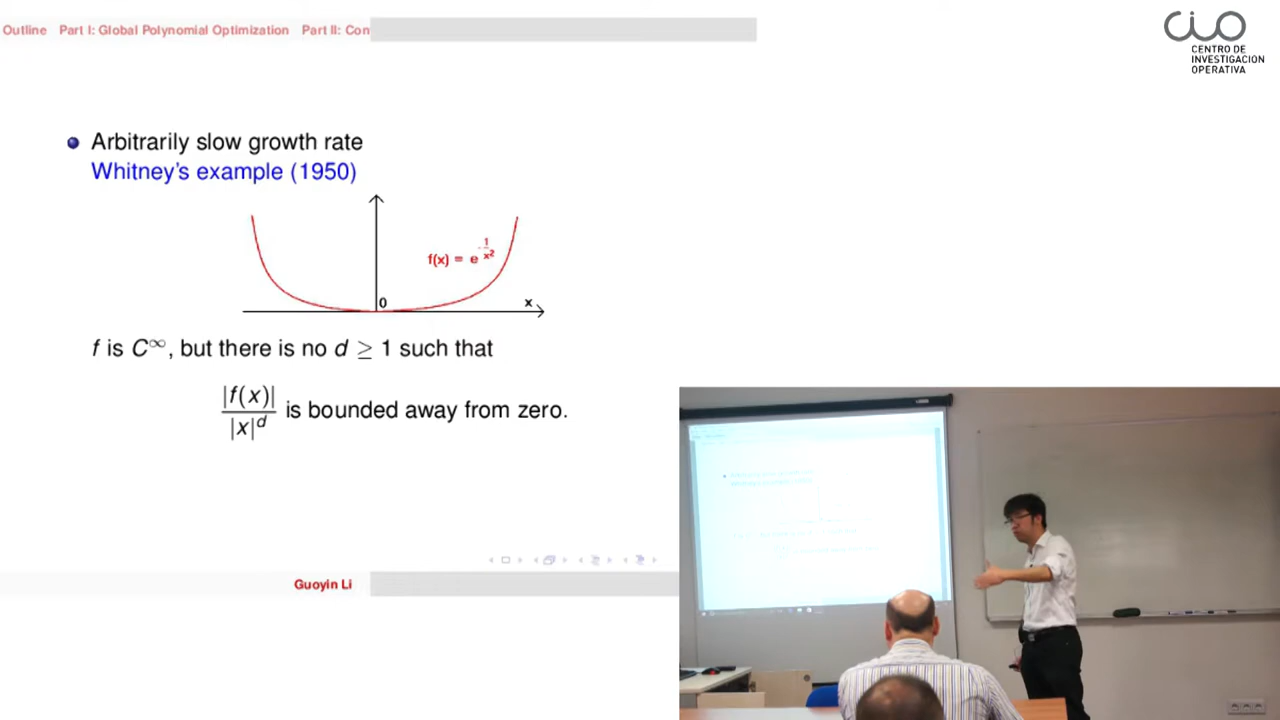 Outline Part I: Global Polynomial Optimization Part II: Con
CIO
CENTRO DE
INVESTIGACION
OPERATIVA
Arbitrarily slow growth rate
Whitney's example (1950)
f(x) = e^{-1/x²}
0
x
f is C^∞, but there is no d ≥ 1 such that
|f(x)| / |x|^d is bounded away from zero.
Guoyin Li